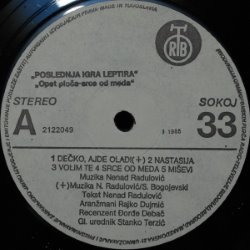 RTB
„POSLEDNJA IGRA LEPTIRA"
„Opet ploča-srce od meda"
STEREO
SOKOJ
A
2122049
33
1 DEČKO, AJDE OLADI(+) 2 NASTASIJA
3 VOLIM TE 4 SRCE OD MEDA 5 MIŠEVI
Muzika Nenad Radulović
(+)Muzika N. Radulović/S. Bogojevski
Tekst Nenad Radulović
Aranžmani Rajko Dujmić
Recenzent Đorđe Debač
Gl. urednik Stanko Terzić